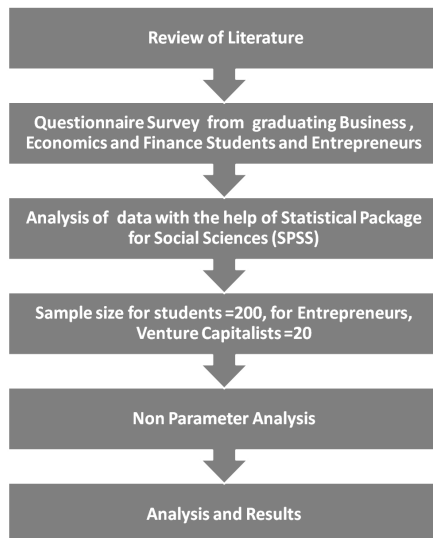 Review of Literature
Questionnaire Survey from graduating Business ,
Economics and Finance Students and Entrepreneurs
Analysis of data with the help of Statistical Package
for Social Sciences (SPSS)
Sample size for students =200, for Entrepreneurs,
Venture Capitalists =20
Non Parameter Analysis
Analysis and Results